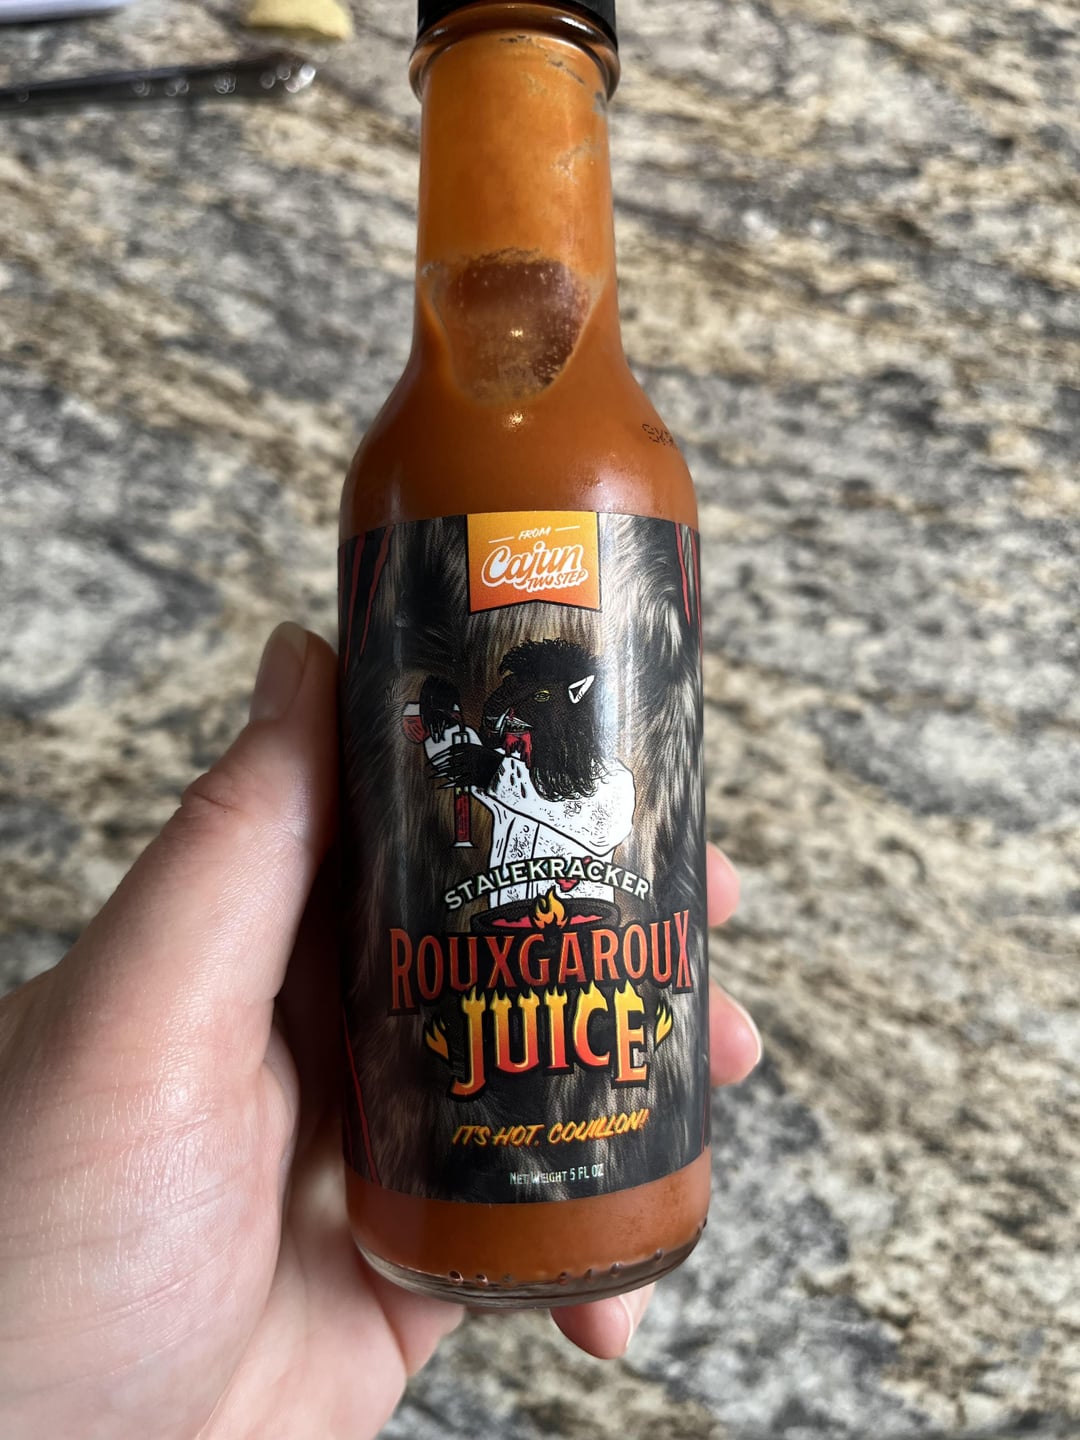 FROM
Cajun
TWO STEP
STALEKRACKER
ROUXGAROUX
JUICE
IT'S HOT, COUILLON!
NET WEIGHT 5 FL OZ